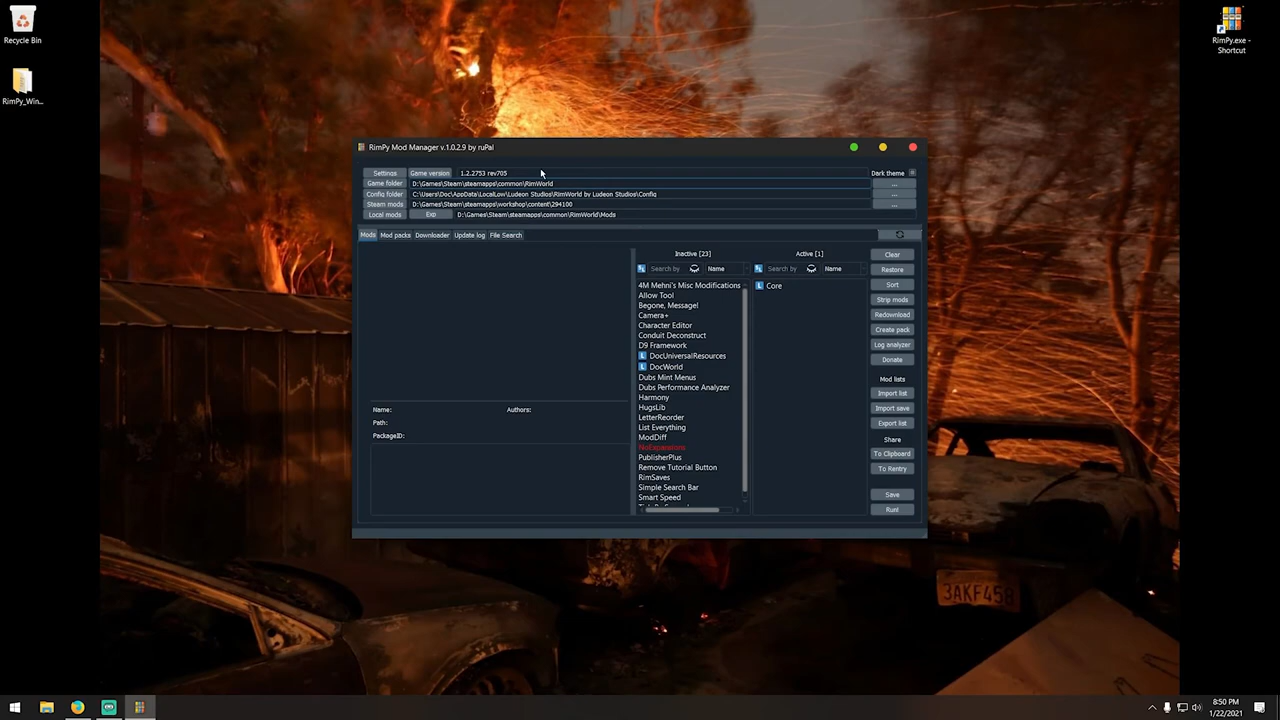 Recycle Bin
RimPy_Win...
RimPy.exe -
Shortcut
RimPy Mod Manager v.1.0.2.9 by ruPal
Settings Game version 1.2.2753 rev705 Dark theme
Game folder D:\Games\Steam\steamapps\common\RimWorld ...
Config folder C:\Users\Doc\AppData\LocalLow\Ludeon Studios\RimWorld by Ludeon Studios\Config ...
Steam mods D:\Games\Steam\steamapps\workshop\content\294100 ...
Local mods Exp D:\Games\Steam\steamapps\common\RimWorld\Mods
Mods Mod packs Downloader Update log File Search
Name: Authors:
Path:
PackageID:
Inactive [23]
Search by Name
4M Mehni's Misc Modifications
Allow Tool
Begone, Message!
Camera+
Character Editor
Conduit Deconstruct
D9 Framework
L DocUniversalResources
L DocWorld
Dubs Mint Menus
Dubs Performance Analyzer
Harmony
HugsLib
LetterReorder
List Everything
ModDiff
PublisherPlus
Remove Tutorial Button
RimSaves
Simple Search Bar
Smart Speed
Active [1]
Search by Name
L Core
Clear
Restore
Sort
Strip mods
Redownload
Create pack
Log analyzer
Donate
Mod lists
Import list
Import save
Export list
Share
To Clipboard
To Rentry
Save
Run!
3AKF458
8:50 PM
1/22/2021